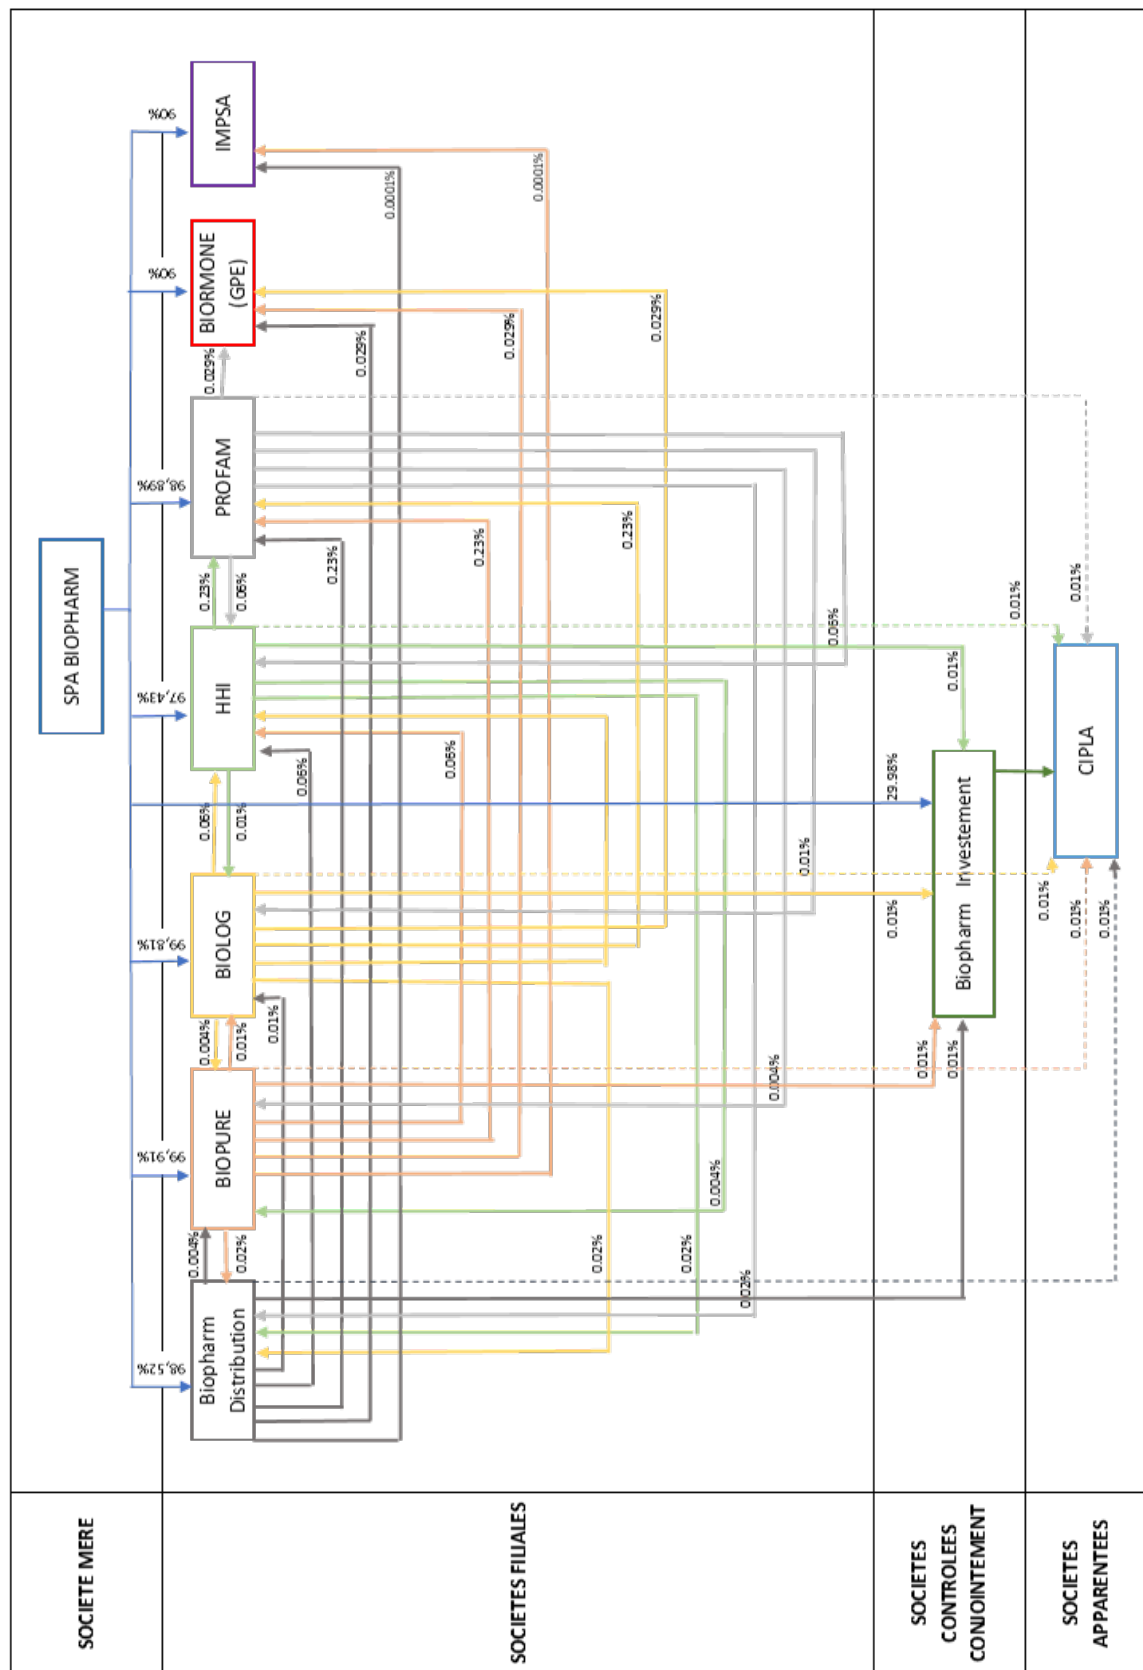 SOCIETE MERE
SPA BIOPHARM
98,52%
99,91%
99,81%
97,43%
98,89%
90%
90%
SOCIETES FILIALES
Biopharm
Distribution
BIOPURE
BIOLOG
HHI
PROFAM
BIORMONE
(GPE)
IMPSA
0.004%
0.02%
0.004%
0.01%
0.06%
0.01%
0.23%
0.06%
0.029%
0.01%
0.06%
0.23%
0.029%
0.0001%
0.06%
0.23%
0.029%
0.0001%
0.02%
0.23%
0.029%
0.02%
0.004%
0.02%
0.004%
0.01%
0.06%
SOCIETES
CONTROLEES
CONJOINTEMENT
0.01%
0.01%
0.01%
29.98%
0.01%
Biopharm Investement
SOCIETES
APPARENTEES
0.01%
0.01%
0.01%
0.01%
0.01%
CIPLA